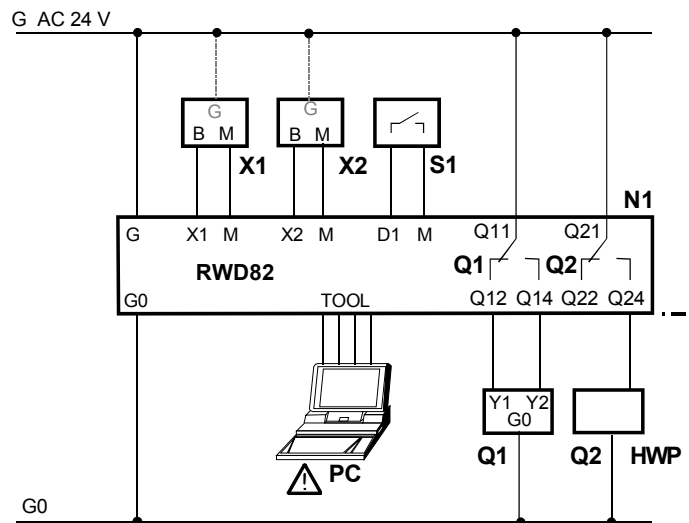 G AC 24 V
G G
B M B M
X1 X2 S1
N1
G X1 M X2 M D1 M Q11 Q21
RWD82 Q1 Q2
G0 TOOL Q12 Q14 Q22 Q24
Y1 Y2
G0
PC Q1 Q2 HWP
G0